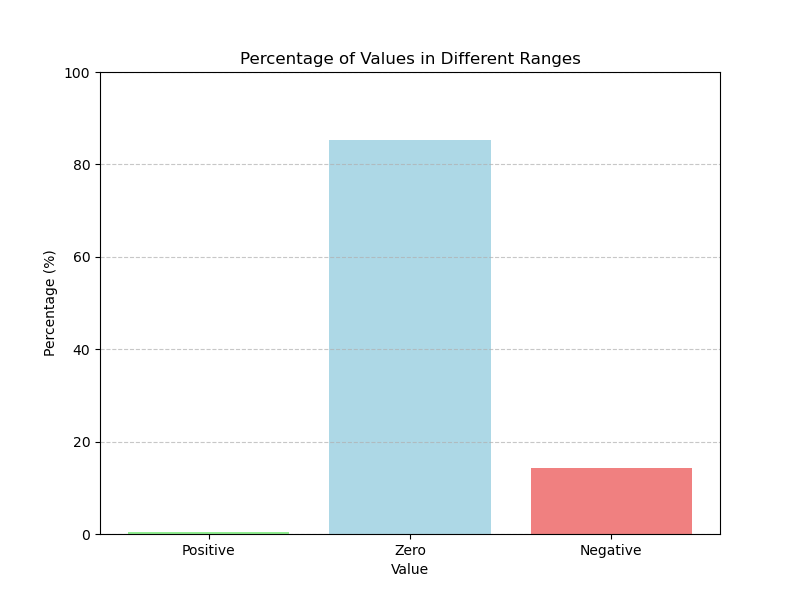 Percentage of Values in Different Ranges
100
80
60
40
20
0
Percentage (%)
Positive
Zero
Negative
Value